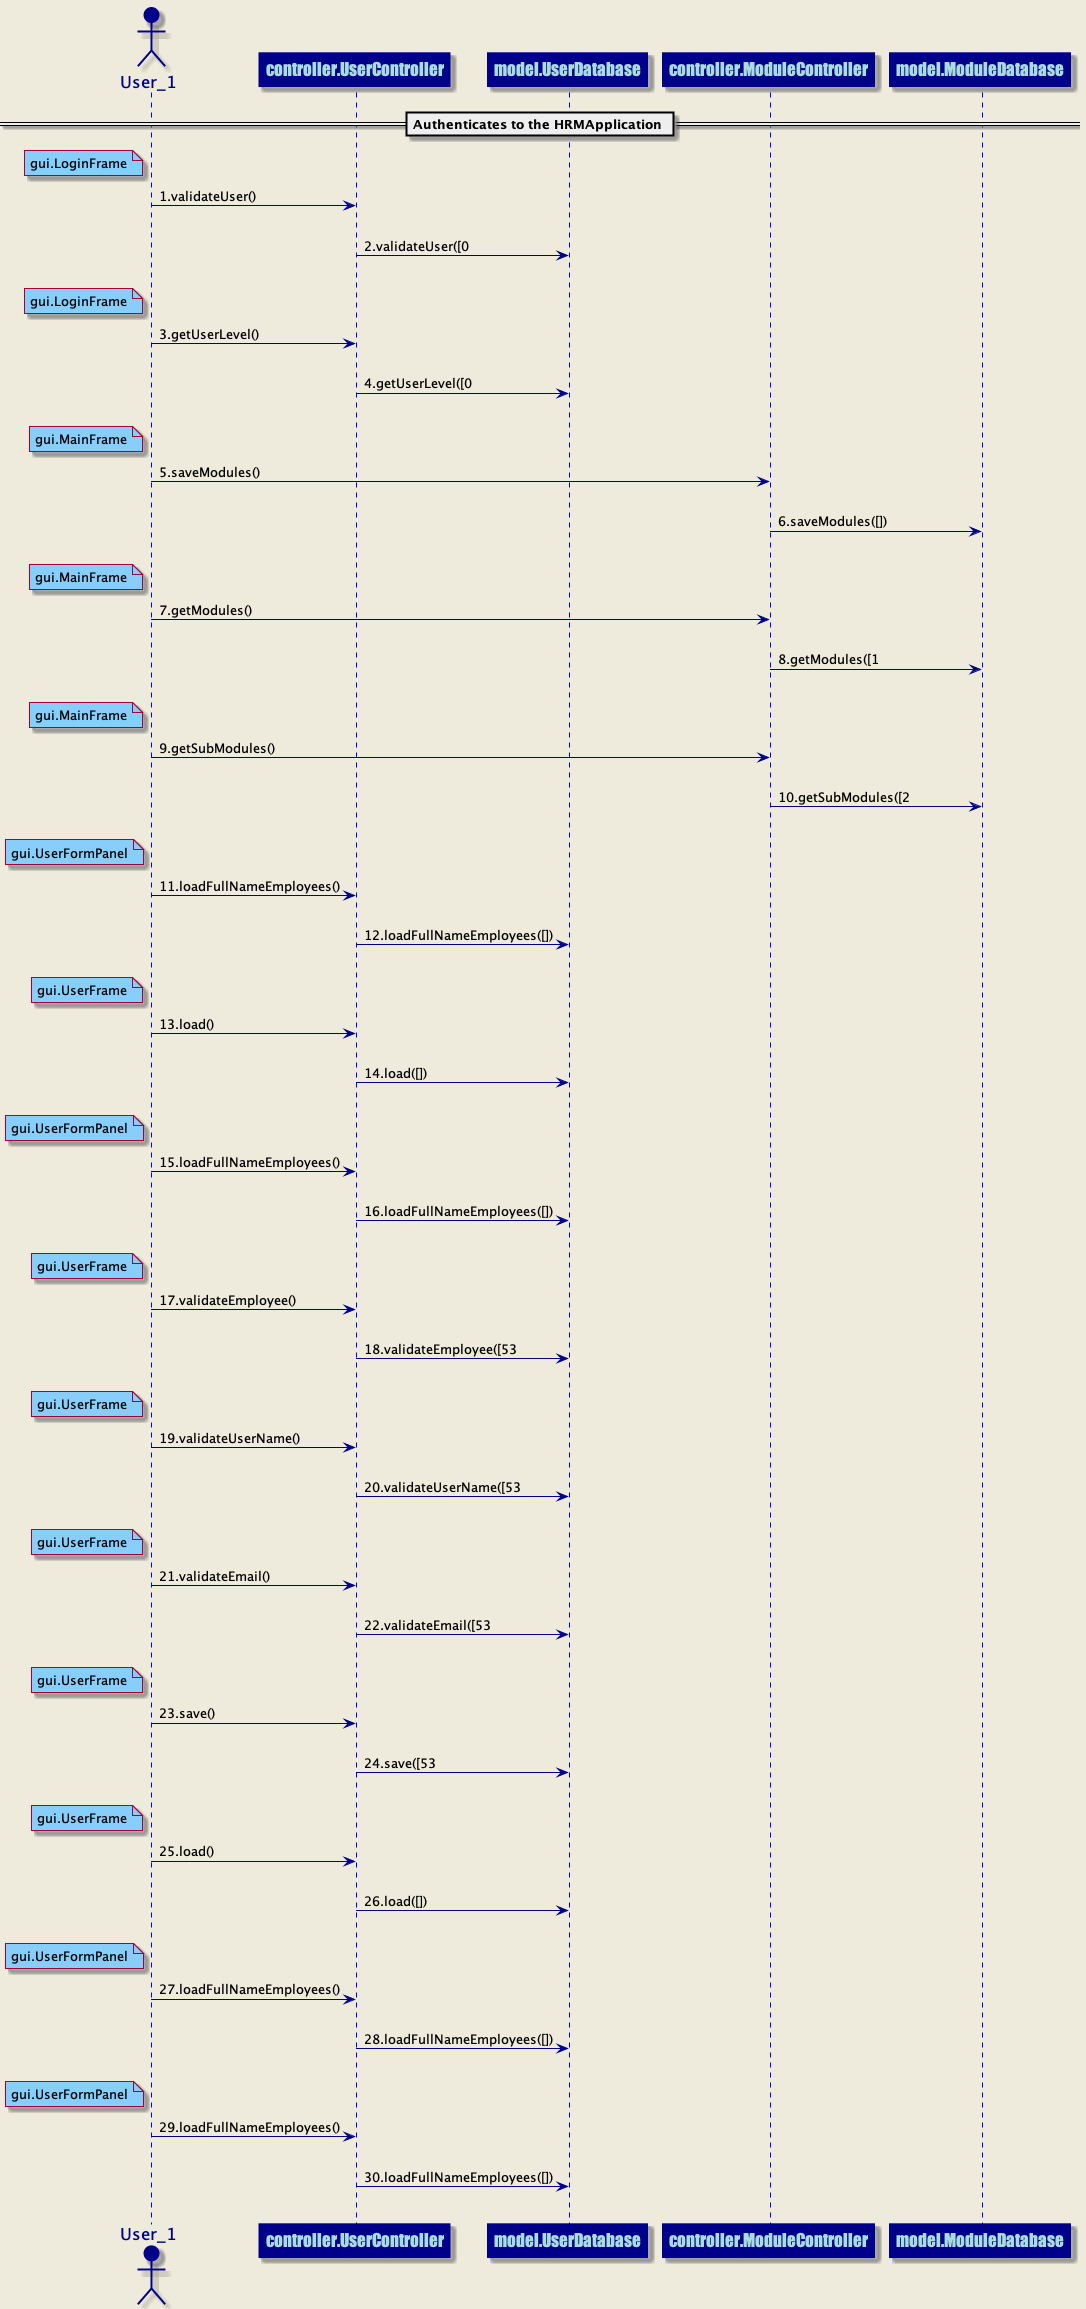 User_1
controller.UserController
model.UserDatabase
controller.ModuleController
model.ModuleDatabase
Authenticates to the HRMApplication
gui.LoginFrame
1.validateUser()
2.validateUser([0
gui.LoginFrame
3.getUserLevel()
4.getUserLevel([0
gui.MainFrame
5.saveModules()
6.saveModules([])
gui.MainFrame
7.getModules()
8.getModules([1
gui.MainFrame
9.getSubModules()
10.getSubModules([2
gui.UserFormPanel
11.loadFullNameEmployees()
12.loadFullNameEmployees([])
gui.UserFrame
13.load()
14.load([])
gui.UserFormPanel
15.loadFullNameEmployees()
16.loadFullNameEmployees([])
gui.UserFrame
17.validateEmployee()
18.validateEmployee([53
gui.UserFrame
19.validateUserName()
20.validateUserName([53
gui.UserFrame
21.validateEmail()
22.validateEmail([53
gui.UserFrame
23.save()
24.save([53
gui.UserFrame
25.load()
26.load([])
gui.UserFormPanel
27.loadFullNameEmployees()
28.loadFullNameEmployees([])
gui.UserFormPanel
29.loadFullNameEmployees()
30.loadFullNameEmployees([])
User_1
controller.UserController
model.UserDatabase
controller.ModuleController
model.ModuleDatabase